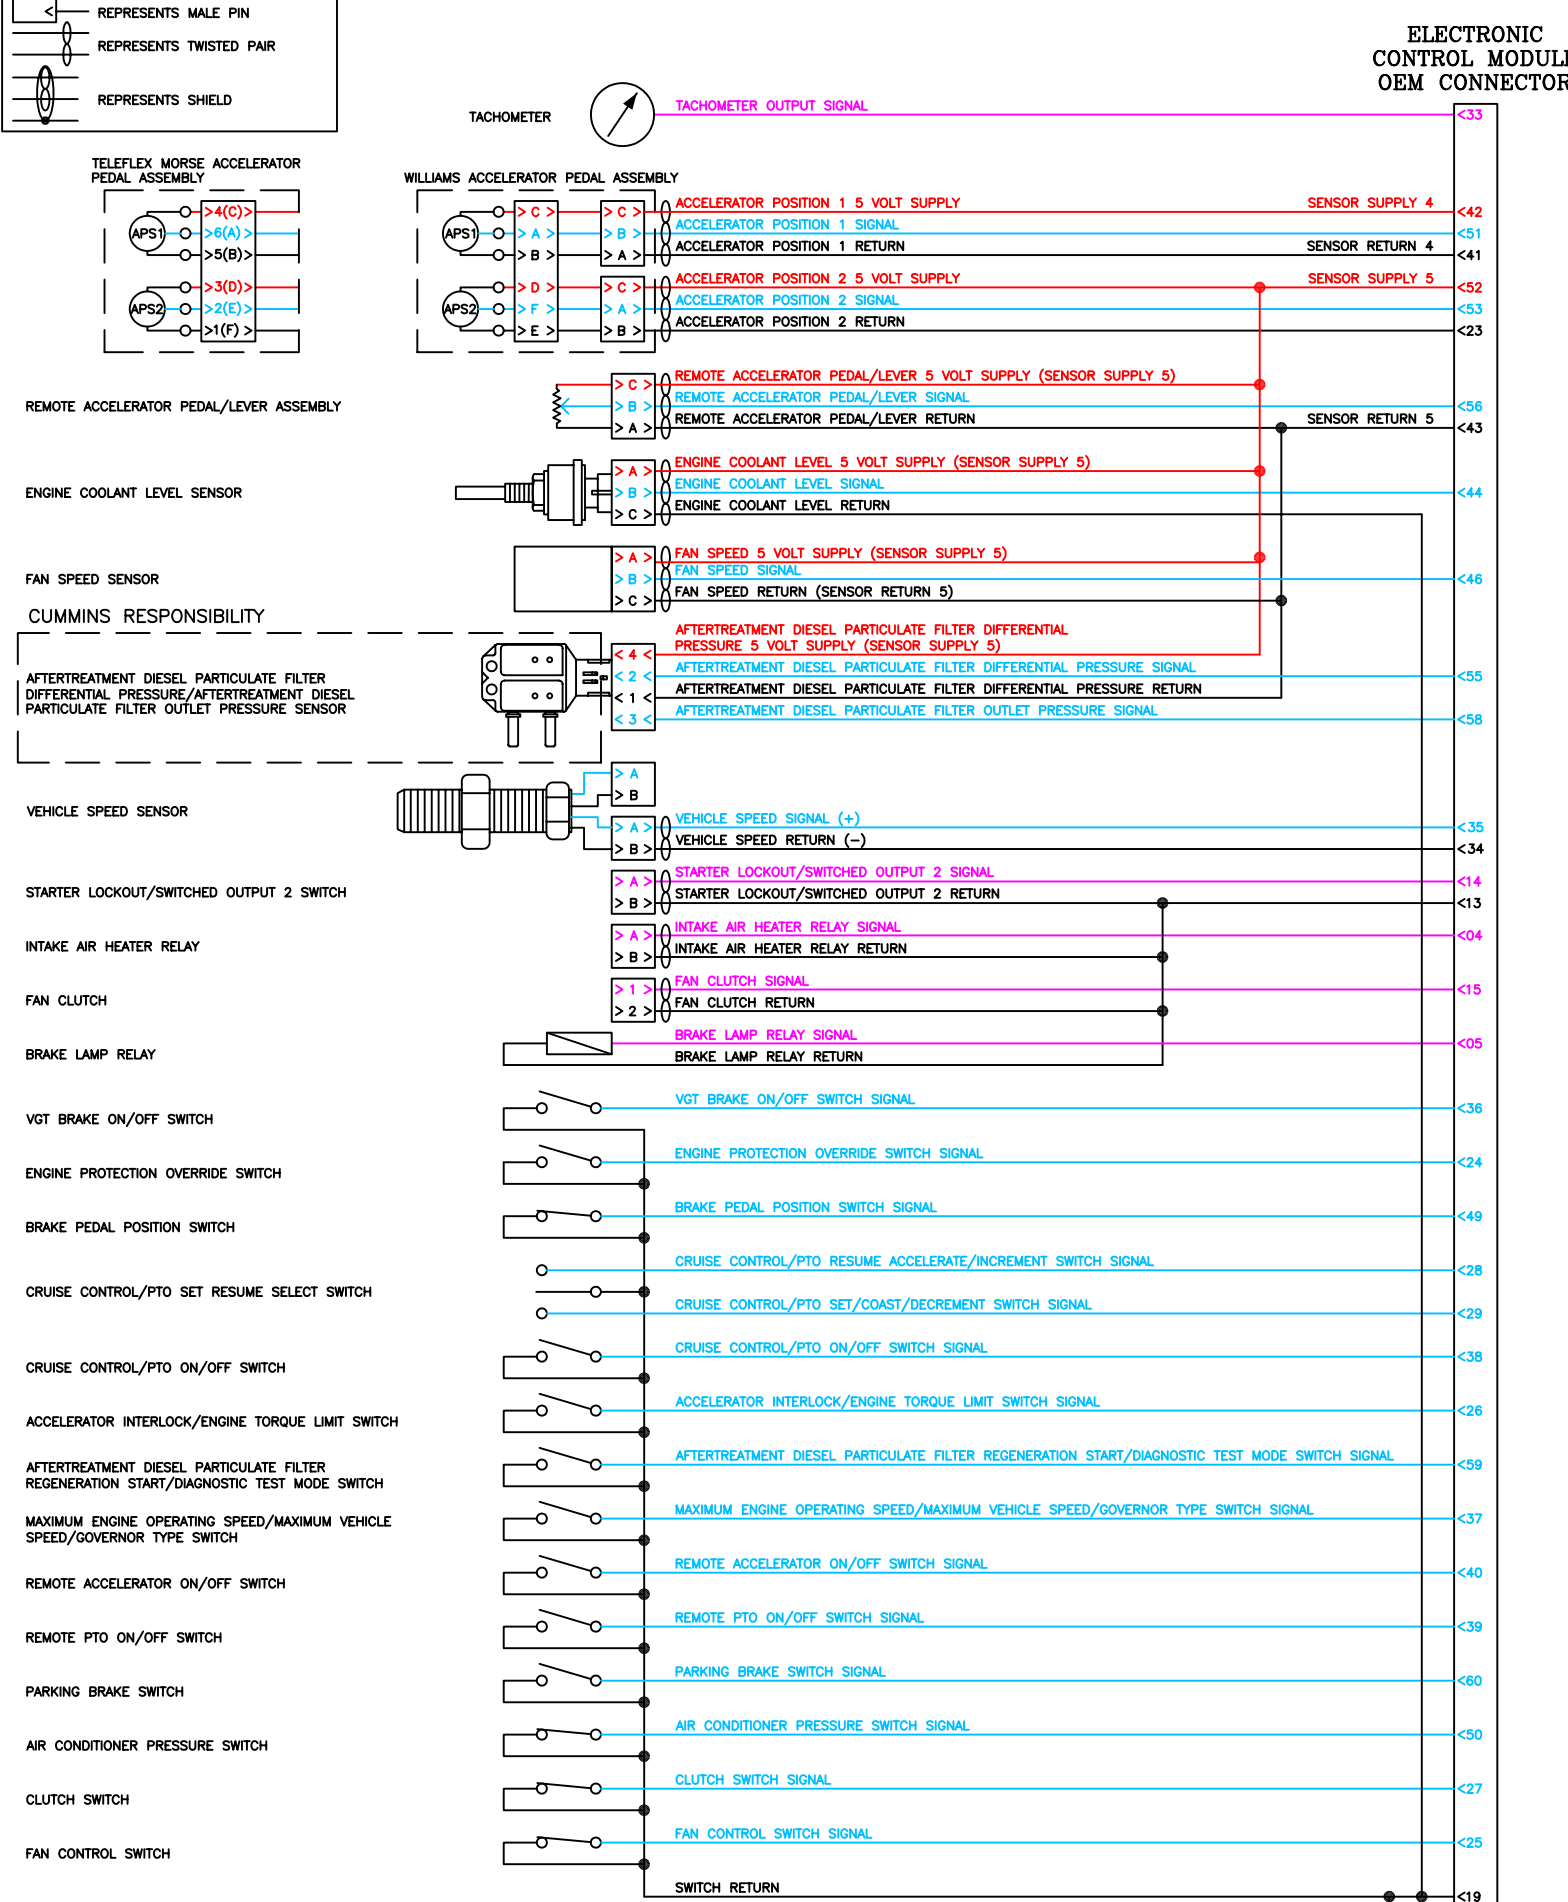 REPRESENTS MALE PIN
REPRESENTS TWISTED PAIR
REPRESENTS SHIELD
ELECTRONIC
CONTROL MODULE
OEM CONNECTOR
TACHOMETER
TACHOMETER OUTPUT SIGNAL
<33
TELEFLEX MORSE ACCELERATOR
PEDAL ASSEMBLY
APS1
>4(C)>
>6(A)>
>5(B)>
APS2
>3(D)>
>2(E)>
>1(F)>
WILLIAMS ACCELERATOR PEDAL ASSEMBLY
APS1
> C > > C > ACCELERATOR POSITION 1 5 VOLT SUPPLY SENSOR SUPPLY 4 <42
> A > > B > ACCELERATOR POSITION 1 SIGNAL <51
> B > > A > ACCELERATOR POSITION 1 RETURN SENSOR RETURN 4 <41
APS2
> D > > C > ACCELERATOR POSITION 2 5 VOLT SUPPLY SENSOR SUPPLY 5 <52
> F > > A > ACCELERATOR POSITION 2 SIGNAL <53
> E > > B > ACCELERATOR POSITION 2 RETURN <23
REMOTE ACCELERATOR PEDAL/LEVER ASSEMBLY
> C > REMOTE ACCELERATOR PEDAL/LEVER 5 VOLT SUPPLY (SENSOR SUPPLY 5)
> B > REMOTE ACCELERATOR PEDAL/LEVER SIGNAL <56
> A > REMOTE ACCELERATOR PEDAL/LEVER RETURN SENSOR RETURN 5 <43
ENGINE COOLANT LEVEL SENSOR
> A > ENGINE COOLANT LEVEL 5 VOLT SUPPLY (SENSOR SUPPLY 5)
> B > ENGINE COOLANT LEVEL SIGNAL <44
> C > ENGINE COOLANT LEVEL RETURN
FAN SPEED SENSOR
> A > FAN SPEED 5 VOLT SUPPLY (SENSOR SUPPLY 5)
> B > FAN SPEED SIGNAL <46
> C > FAN SPEED RETURN (SENSOR RETURN 5)
CUMMINS RESPONSIBILITY
AFTERTREATMENT DIESEL PARTICULATE FILTER
DIFFERENTIAL PRESSURE/AFTERTREATMENT DIESEL
PARTICULATE FILTER OUTLET PRESSURE SENSOR
AFTERTREATMENT DIESEL PARTICULATE FILTER DIFFERENTIAL
< 4 < PRESSURE 5 VOLT SUPPLY (SENSOR SUPPLY 5)
< 2 < AFTERTREATMENT DIESEL PARTICULATE FILTER DIFFERENTIAL PRESSURE SIGNAL <55
< 1 < AFTERTREATMENT DIESEL PARTICULATE FILTER DIFFERENTIAL PRESSURE RETURN
< 3 < AFTERTREATMENT DIESEL PARTICULATE FILTER OUTLET PRESSURE SIGNAL <58
VEHICLE SPEED SENSOR
> A
> B
> A > VEHICLE SPEED SIGNAL (+) <35
> B > VEHICLE SPEED RETURN (-) <34
STARTER LOCKOUT/SWITCHED OUTPUT 2 SWITCH
> A > STARTER LOCKOUT/SWITCHED OUTPUT 2 SIGNAL <14
> B > STARTER LOCKOUT/SWITCHED OUTPUT 2 RETURN <13
INTAKE AIR HEATER RELAY
> A > INTAKE AIR HEATER RELAY SIGNAL <04
> B > INTAKE AIR HEATER RELAY RETURN
FAN CLUTCH
> 1 > FAN CLUTCH SIGNAL <15
> 2 > FAN CLUTCH RETURN
BRAKE LAMP RELAY
BRAKE LAMP RELAY SIGNAL <05
BRAKE LAMP RELAY RETURN
VGT BRAKE ON/OFF SWITCH
VGT BRAKE ON/OFF SWITCH SIGNAL <36
ENGINE PROTECTION OVERRIDE SWITCH
ENGINE PROTECTION OVERRIDE SWITCH SIGNAL <24
BRAKE PEDAL POSITION SWITCH
BRAKE PEDAL POSITION SWITCH SIGNAL <49
CRUISE CONTROL/PTO SET RESUME SELECT SWITCH
CRUISE CONTROL/PTO RESUME ACCELERATE/INCREMENT SWITCH SIGNAL <28
CRUISE CONTROL/PTO SET/COAST/DECREMENT SWITCH SIGNAL <29
CRUISE CONTROL/PTO ON/OFF SWITCH
CRUISE CONTROL/PTO ON/OFF SWITCH SIGNAL <38
ACCELERATOR INTERLOCK/ENGINE TORQUE LIMIT SWITCH
ACCELERATOR INTERLOCK/ENGINE TORQUE LIMIT SWITCH SIGNAL <26
AFTERTREATMENT DIESEL PARTICULATE FILTER
REGENERATION START/DIAGNOSTIC TEST MODE SWITCH
AFTERTREATMENT DIESEL PARTICULATE FILTER REGENERATION START/DIAGNOSTIC TEST MODE SWITCH SIGNAL <59
MAXIMUM ENGINE OPERATING SPEED/MAXIMUM VEHICLE
SPEED/GOVERNOR TYPE SWITCH
MAXIMUM ENGINE OPERATING SPEED/MAXIMUM VEHICLE SPEED/GOVERNOR TYPE SWITCH SIGNAL <37
REMOTE ACCELERATOR ON/OFF SWITCH
REMOTE ACCELERATOR ON/OFF SWITCH SIGNAL <40
REMOTE PTO ON/OFF SWITCH
REMOTE PTO ON/OFF SWITCH SIGNAL <39
PARKING BRAKE SWITCH
PARKING BRAKE SWITCH SIGNAL <60
AIR CONDITIONER PRESSURE SWITCH
AIR CONDITIONER PRESSURE SWITCH SIGNAL <50
CLUTCH SWITCH
CLUTCH SWITCH SIGNAL <27
FAN CONTROL SWITCH
FAN CONTROL SWITCH SIGNAL <25
SWITCH RETURN <19